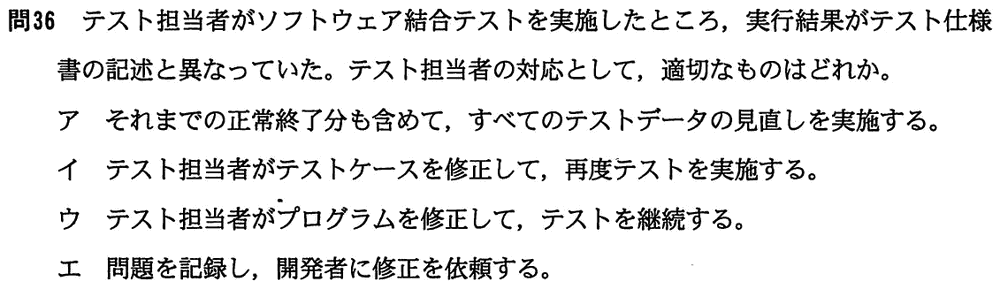 問36 テスト担当者がソフトウェア結合テストを実施したところ，実行結果がテスト仕様
書の記述と異なっていた。テスト担当者の対応として，適切なものはどれか。
ア それまでの正常終了分も含めて，すべてのテストデータの見直しを実施する。
イ テスト担当者がテストケースを修正して，再度テストを実施する。
ウ テスト担当者がプログラムを修正して，テストを継続する。
エ 問題を記録し，開発者に修正を依頼する。